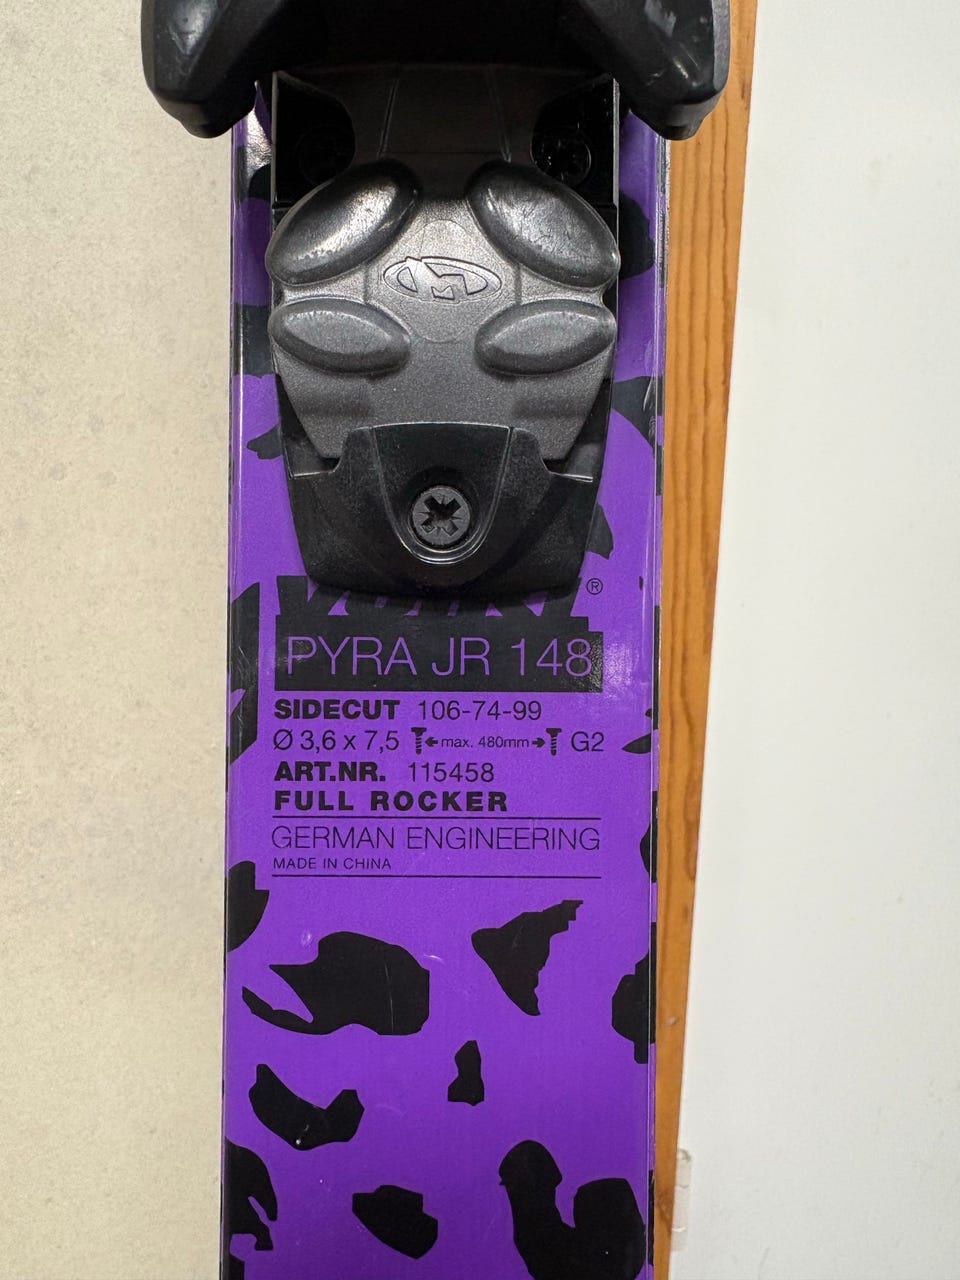 ®
PYRA JR 148
SIDECUT 106-74-99
Ø 3,6 x 7,5 max. 480mm G2
ART.NR. 115458
FULL ROCKER
GERMAN ENGINEERING
MADE IN CHINA